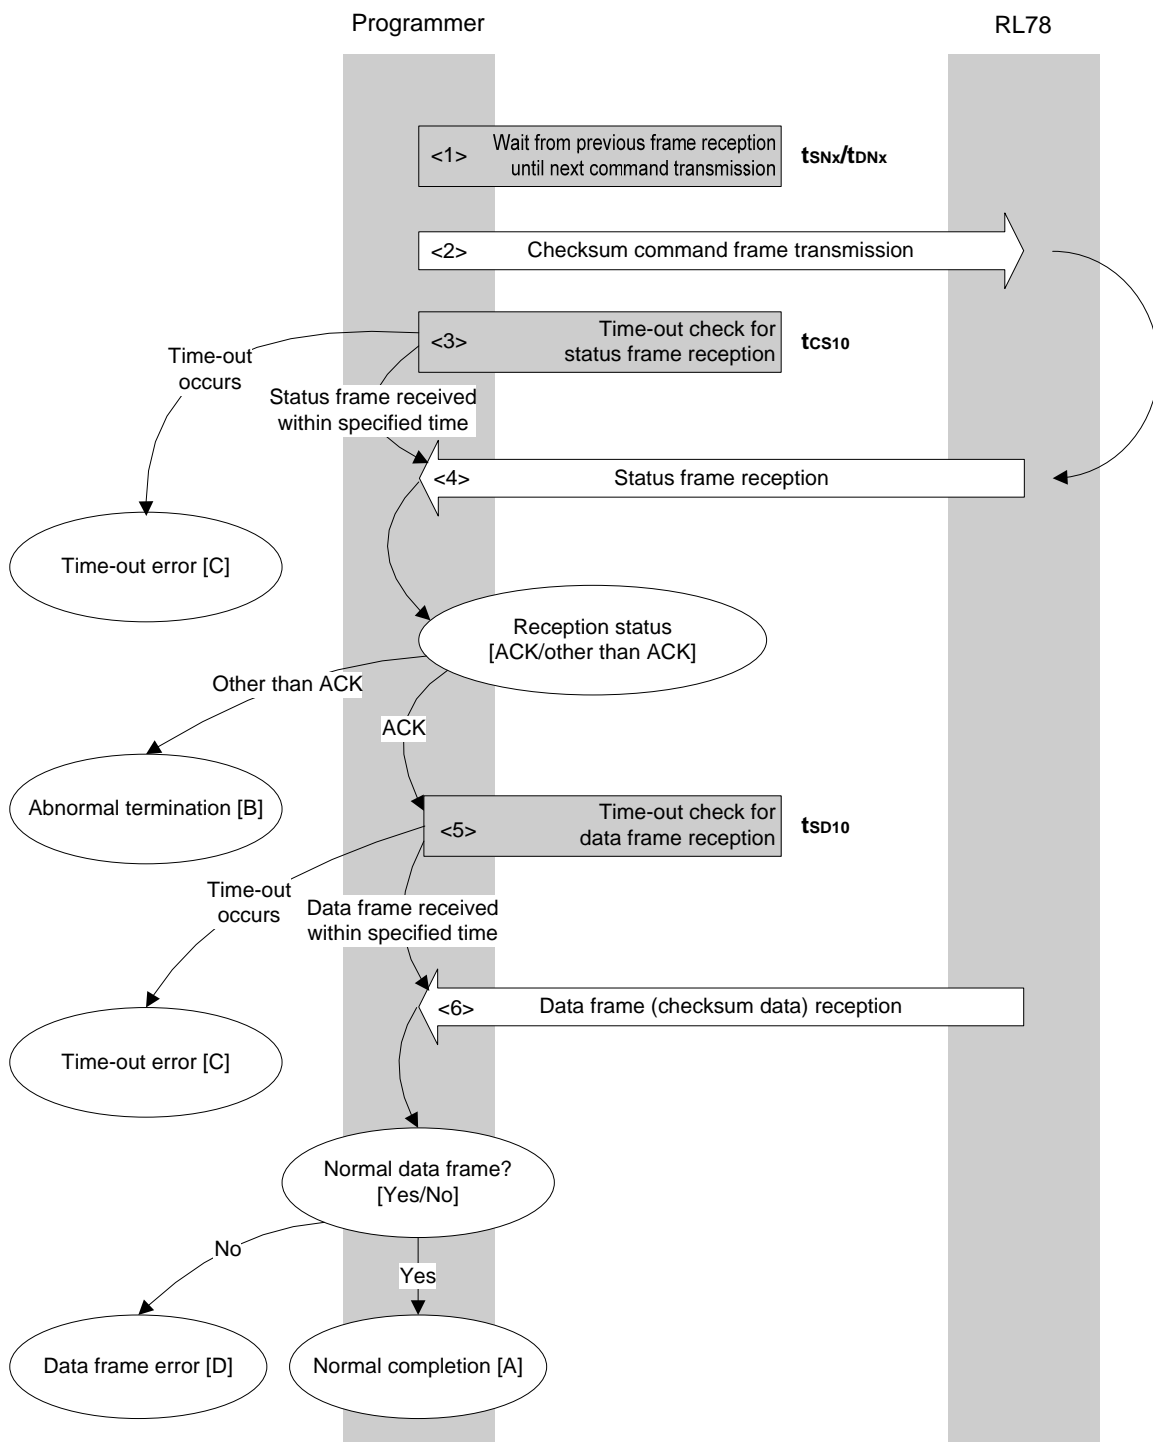 Programmer
RL78
<1>
Wait from previous frame reception
until next command transmission
tSNx/tDNx
<2>
Checksum command frame transmission
<3>
Time-out check for
status frame reception
tCS10
Time-out
occurs
Status frame received
within specified time
<4>
Status frame reception
Time-out error [C]
Reception status
[ACK/other than ACK]
Other than ACK
ACK
Abnormal termination [B]
<5>
Time-out check for
data frame reception
tSD10
Time-out
occurs
Data frame received
within specified time
<6>
Data frame (checksum data) reception
Time-out error [C]
Normal data frame?
[Yes/No]
No
Yes
Data frame error [D]
Normal completion [A]